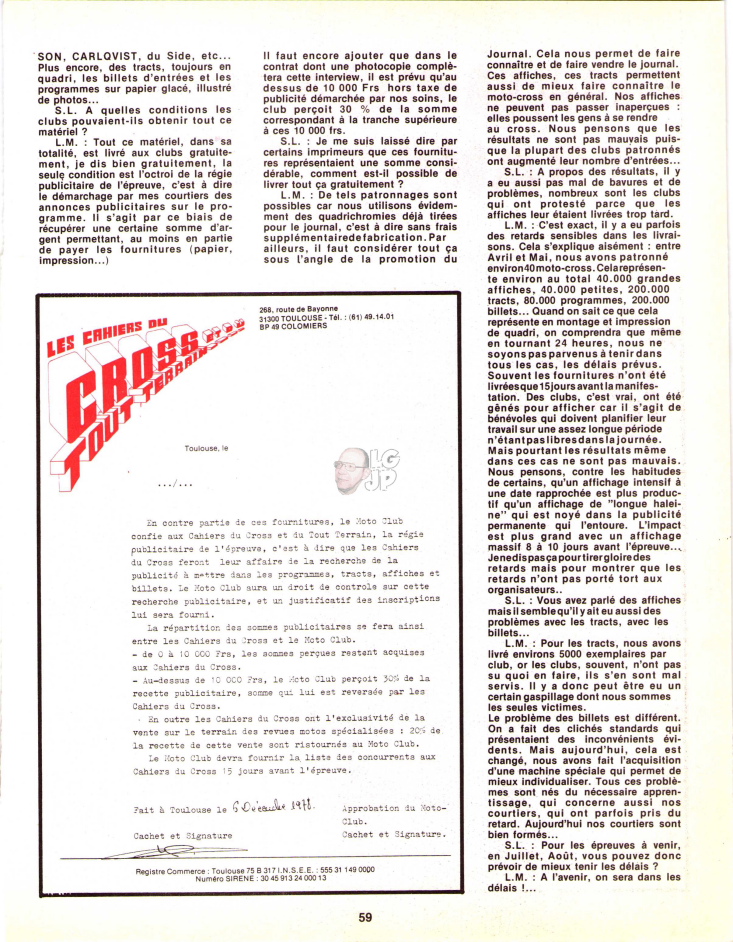 SON, CARLQVIST, du Side, etc...
Plus encore, des tracts, toujours en
quadri, les billets d'entrées et les
programmes sur papier glacé, illustré
de photos...
S.L. A quelles conditions les
clubs pouvaient-ils obtenir tout ce
matériel ?
L.M. : Tout ce matériel, dans sa
totalité, est livré aux clubs gratuite-
ment, je dis bien gratuitement, la
seule condition est l'octroi de la régie
publicitaire de l'épreuve, c'est à dire
le démarchage par mes courtiers des
annonces publicitaires sur le pro-
gramme. Il s'agit par ce biais de
récupérer une certaine somme d'ar-
gent permettant, au moins en partie
de payer les fournitures (papier,
impression...)
Il faut encore ajouter que dans le
contrat dont une photocopie complè-
tera cette interview, il est prévu qu'au
dessus de 10 000 Frs hors taxe de
publicité démarchée par nos soins, le
club perçoit 30 % de la somme
correspondant à la tranche supérieure
à ces 10 000 frs.
S.L. : Je me suis laissé dire par
certains imprimeurs que ces fournitu-
res représentaient une somme consi-
dérable, comment est-il possible de
livrer tout ça gratuitement ?
L.M. : De tels patronnages sont
possibles car nous utilisons évidem-
ment des quadrichromies déjà tirées
pour le journal, c'est à dire sans frais
supplémentaire de fabrication. Par
ailleurs, il faut considérer tout ça
sous l'angle de la promotion du
Journal. Cela nous permet de faire
connaître et de faire vendre le journal.
Ces affiches, ces tracts permettent
aussi de mieux faire connaître le
moto-cross en général. Nos affiches
ne peuvent pas passer inaperçues :
elles poussent les gens à se rendre
au cross. Nous pensons que les
résultats ne sont pas mauvais puis-
que la plupart des clubs patronnés
ont augmenté leur nombre d'entrées...
S.L. : A propos des résultats, il y
a eu aussi pas mal de bavures et de
problèmes, nombreux sont les clubs
qui ont protesté parce que les
affiches leur étaient livrées trop tard.
L.M. : C'est exact, il y a eu parfois
des retards sensibles dans les livrai-
sons. Cela s'explique aisément : entre
Avril et Mai, nous avons patronné
environ 40 moto-cross. Cela représen-
te environ au total 40.000 grandes
affiches, 40.000 petites, 200.000
tracts, 80.000 programmes, 200.000
billets... Quand on sait ce que cela
représente en montage et impression
de quadri, on comprendra que même
en tournant 24 heures, nous ne
soyons pas parvenus à tenir dans
tous les cas, les délais prévus.
Souvent les fournitures n'ont été
livrées que 15 jours avant la manifes-
tation. Des clubs, c'est vrai, ont été
gênés pour afficher car il s'agit de
bénévoles qui doivent planifier leur
travail sur une assez longue période
n'étant pas libres dans la journée.
Mais pourtant les résultats même
dans ces cas ne sont pas mauvais.
Nous pensons, contre les habitudes
de certains, qu'un affichage intensif à
une date rapprochée est plus produc-
tif qu'un affichage de "longue halei-
ne" qui est noyé dans la publicité
permanente qui l'entoure. L'impact
est plus grand avec un affichage
massif 8 à 10 jours avant l'épreuve...
Je ne dis pas ça pour tirer gloire des
retards mais pour montrer que les
retards n'ont pas porté tort aux
organisateurs..
S.L. : Vous avez parlé des affiches
mais il semble qu'il y ait eu aussi des
problèmes avec les tracts, avec les
billets...
L.M. : Pour les tracts, nous avons
livré environs 5000 exemplaires par
club, or les clubs, souvent, n'ont pas
su quoi en faire, ils s'en sont mal
servis. Il y a donc peut être eu un
certain gaspillage dont nous sommes
les seules victimes.
Le problème des billets est différent.
On a fait des clichés standards qui
présentaient des inconvénients évi-
dents. Mais aujourd'hui, cela est
changé, nous avons fait l'acquisition
d'une machine spéciale qui permet de
mieux individualiser. Tous ces problè-
mes sont nés du nécessaire appren-
tissage, qui concerne aussi nos
courtiers, qui ont parfois pris du
retard. Aujourd'hui nos courtiers sont
bien formés...
S.L. : Pour les épreuves à venir,
en Juillet, Août, vous pouvez donc
prévoir de mieux tenir les délais ?
L.M. : A l'avenir, on sera dans les
délais !...
LES CAHIERS DU
CROSS ET DU
TOUT TERRAIN
268, route de Bayonne
31300 TOULOUSE - Tél. : (61) 49.14.01
BP 49 COLOMIERS
Toulouse, le
LG
JP
.../...
En contre partie de ces fournitures, le Moto Club
confie aux Cahiers du Cross et du Tout Terrain, la régie
publicitaire de l'épreuve, c'est à dire que les Cahiers
du Cross feront leur affaire de la recherche de la
publicité à mettre dans les programmes, tracts, affiches et
billets. Le Moto Club aura un droit de controle sur cette
recherche publicitaire, et un justificatif des inscriptions
lui sera fourni.
La répartition des sommes publicitaires se fera ainsi
entre les Cahiers du Cross et le Moto Club.
- de 0 à 10 000 Frs, les sommes perçues restent acquises
aux Cahiers du Cross.
- Au-dessus de 10 000 Frs, le Moto Club perçoit 30% de la
recette publicitaire, somme qui lui est reversée par les
Cahiers du Cross.
- En outre les Cahiers du Cross ont l'exclusivité de la
vente sur le terrain des revues motos spécialisées : 20% de
la recette de cette vente sont ristournés au Moto Club.
Le Moto Club devra fournir la liste des concurrents aux
Cahiers du Cross 15 jours avant l'épreuve.
Fait à Toulouse le 6 Décembre 1978.
Approbation du Moto-
Club.
Cachet et Signature
Cachet et Signature.
Registre Commerce : Toulouse 75 B 317 I.N.S.E.E. : 555 31 149 0000
Numéro SIRENE : 30 45 913 24 000 13
59